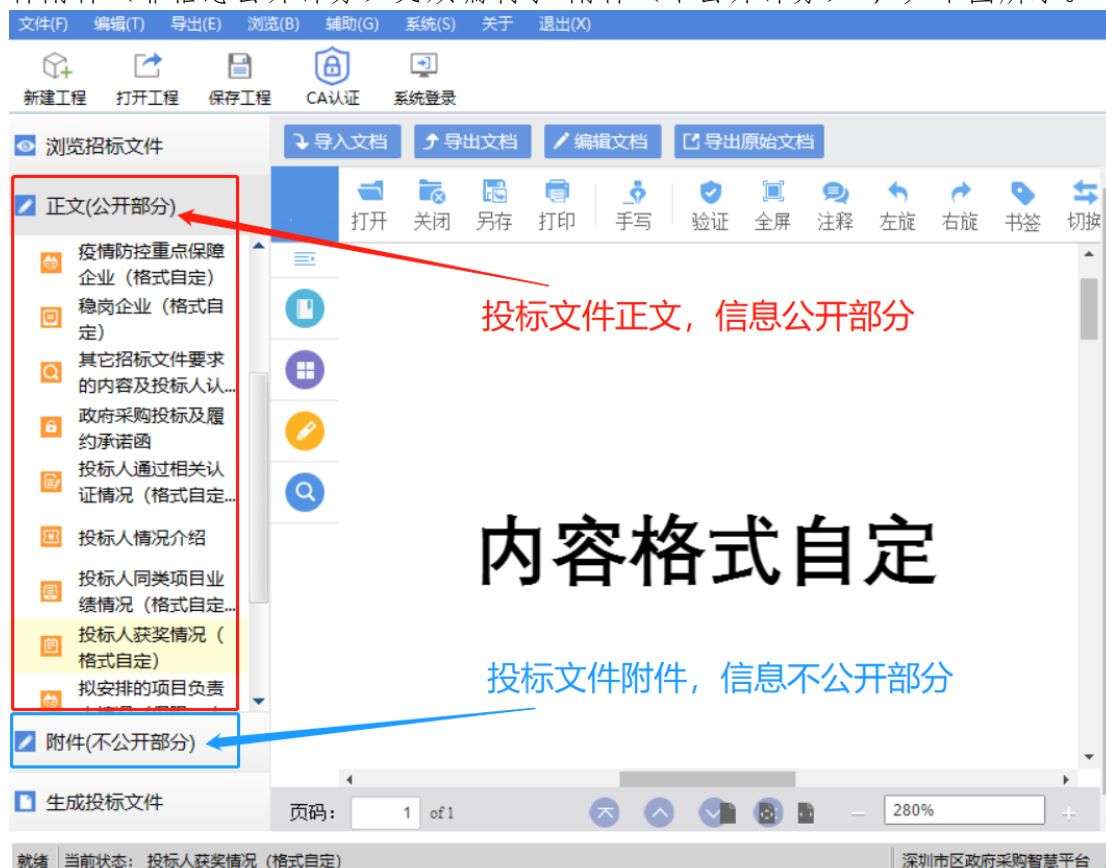 文件(F) 编辑(T) 导出(E) 浏览(B) 辅助(G) 系统(S) 关于 退出(X)
新建工程 打开工程 保存工程 CA认证 系统登录
浏览招标文件
导入文档 导出文档 编辑文档 导出原始文档
正文(公开部分)
打开 关闭 另存 打印 手写 验证 全屏 注释 左旋 右旋 书签 切换
疫情防控重点保障
企业（格式自定）
稳岗企业（格式自
定）
其它招标文件要求
的内容及投标人认...
政府采购投标及履
约承诺函
投标人通过相关认
证情况（格式自定...
投标人情况介绍
投标人同类项目业
绩情况（格式自定...
投标人获奖情况（
格式自定）
拟安排的项目负责
投标文件正文，信息公开部分
内容格式自定
投标文件附件，信息不公开部分
附件(不公开部分)
生成投标文件
页码： 1 of 1 280%
就绪 当前状态： 投标人获奖情况（格式自定） 深圳市区政府采购智慧平台